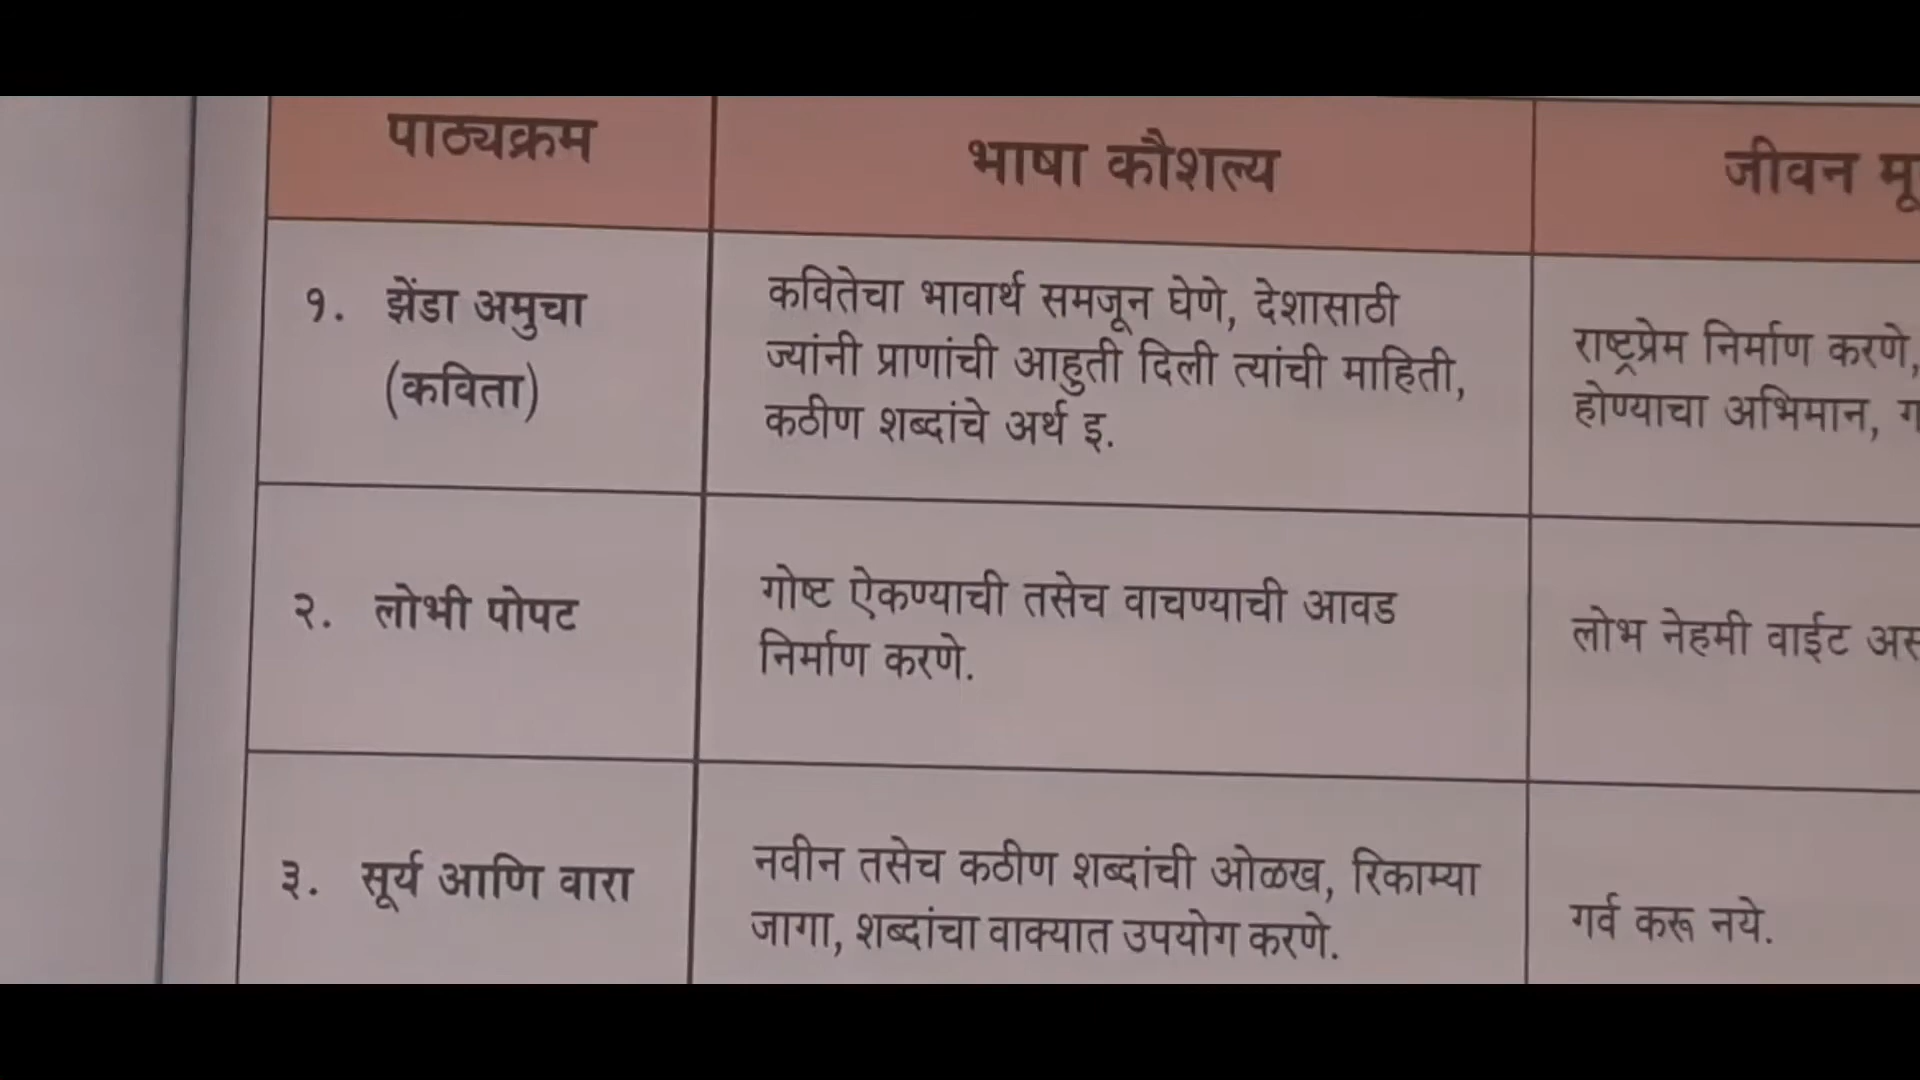 पाठ्यक्रम
भाषा कौशल्य
जीवन
१. झेंडा अमुचा
(कविता)
कवितेचा भावार्थ समजून घेणे, देशासाठी
ज्यांनी प्राणांची आहुती दिली त्यांची माहिती,
कठीण शब्दांचे अर्थ इ.
राष्ट्रप्रेम निर्माण करणे,
होण्याचा अभिमान,
२. लोभी पोपट
गोष्ट ऐकण्याची तसेच वाचण्याची आवड
निर्माण करणे.
लोभ नेहमी वाईट
३. सूर्य आणि वारा
नवीन तसेच कठीण शब्दांची ओळख, रिकाम्या
जागा, शब्दांचा वाक्यात उपयोग करणे.
गर्व करू नये.